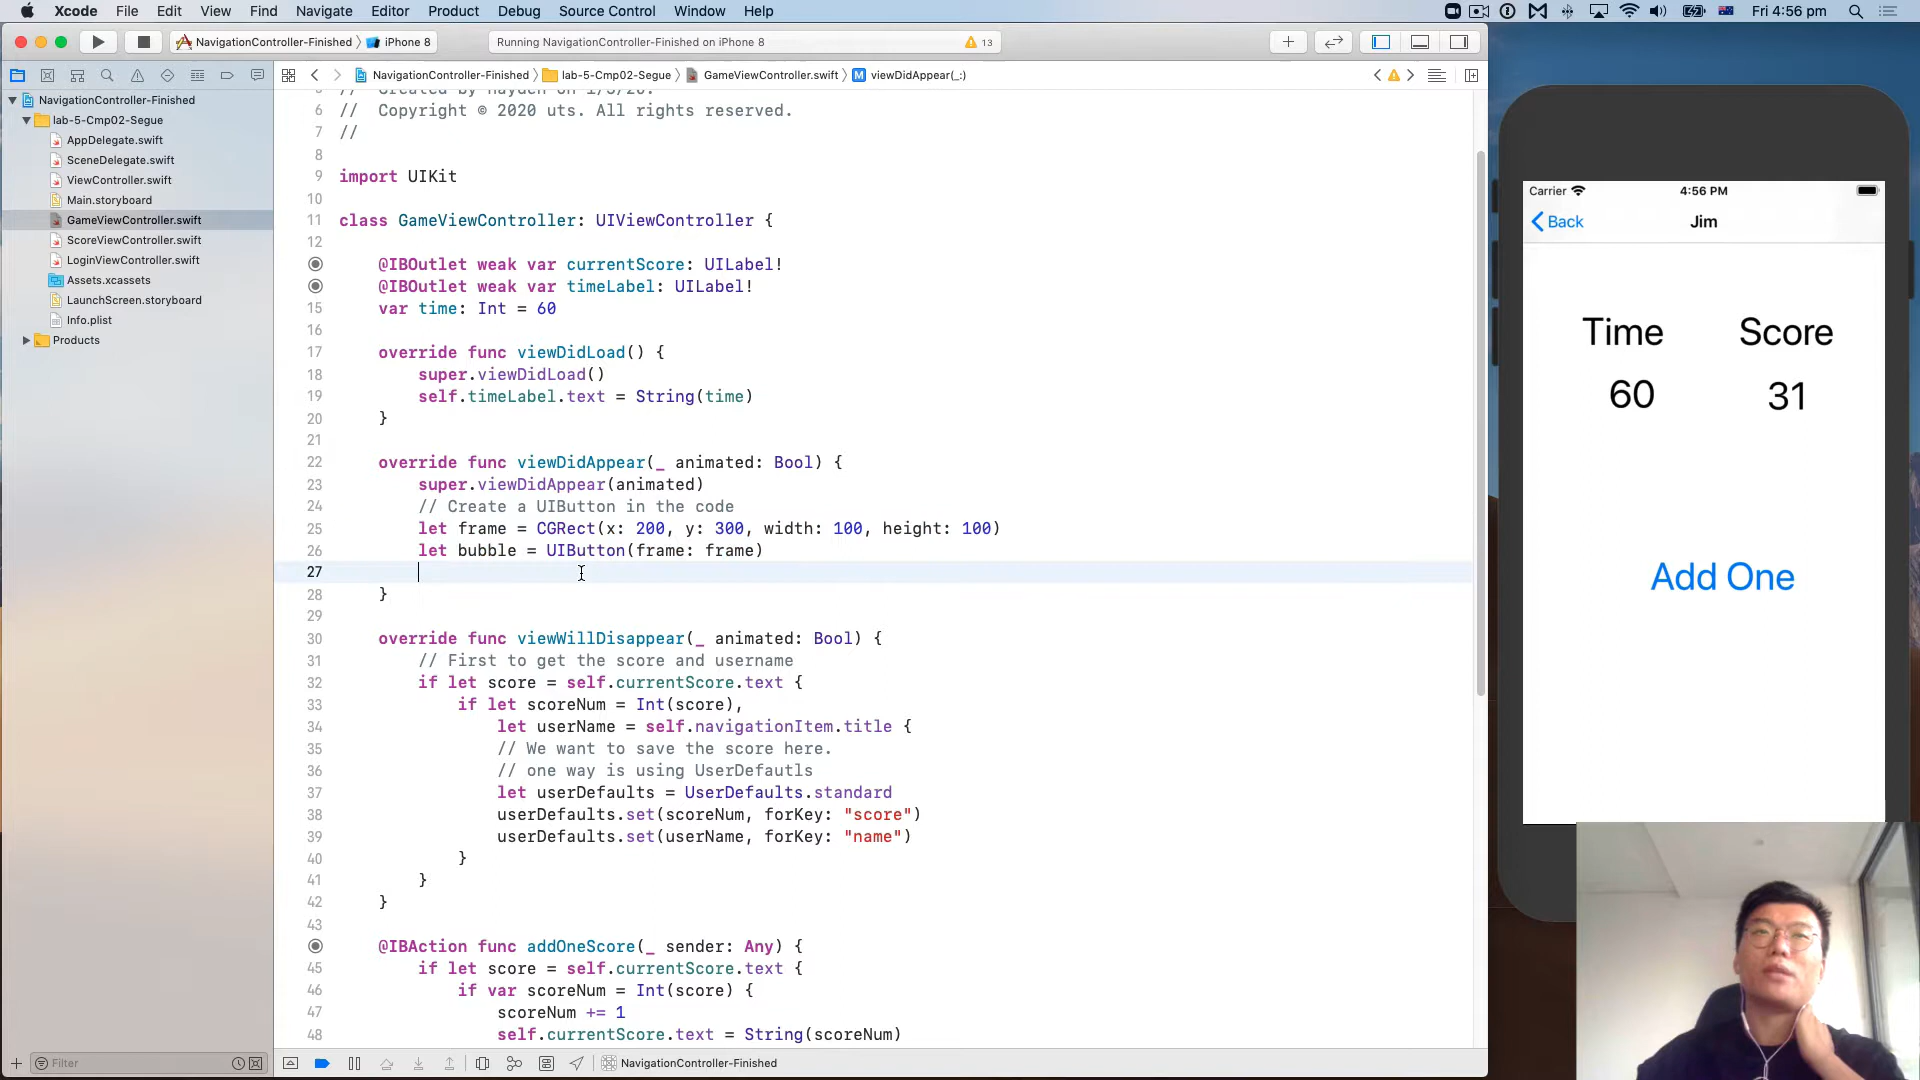 Xcode File Edit View Find Navigate Editor Product Debug Source Control Window Help
Fri 4:56 pm
NavigationController-Finished iPhone 8
Running NavigationController-Finished on iPhone 8
13
NavigationController-Finished lab-5-Cmp02-Segue GameViewController.swift M viewDidAppear(_:)
NavigationController-Finished
lab-5-Cmp02-Segue
AppDelegate.swift
SceneDelegate.swift
ViewController.swift
Main.storyboard
GameViewController.swift
ScoreViewController.swift
LoginViewController.swift
Assets.xcassets
LaunchScreen.storyboard
Info.plist
Products
Filter
// Created by Hayden on 1/5/20.
6 // Copyright © 2020 uts. All rights reserved.
7 //
8
9 import UIKit
10
11 class GameViewController: UIViewController {
12
@IBOutlet weak var currentScore: UILabel!
@IBOutlet weak var timeLabel: UILabel!
15 var time: Int = 60
16
17 override func viewDidLoad() {
18 super.viewDidLoad()
19 self.timeLabel.text = String(time)
20 }
21
22 override func viewDidAppear(_ animated: Bool) {
23 super.viewDidAppear(animated)
24 // Create a UIButton in the code
25 let frame = CGRect(x: 200, y: 300, width: 100, height: 100)
26 let bubble = UIButton(frame: frame)
27
28 }
29
30 override func viewWillDisappear(_ animated: Bool) {
31 // First to get the score and username
32 if let score = self.currentScore.text {
33 if let scoreNum = Int(score),
34 let userName = self.navigationItem.title {
35 // We want to save the score here.
36 // one way is using UserDefautls
37 let userDefaults = UserDefaults.standard
38 userDefaults.set(scoreNum, forKey: "score")
39 userDefaults.set(userName, forKey: "name")
40 }
41 }
42 }
43
@IBAction func addOneScore(_ sender: Any) {
45 if let score = self.currentScore.text {
46 if var scoreNum = Int(score) {
47 scoreNum += 1
48 self.currentScore.text = String(scoreNum)
NavigationController-Finished
Carrier 4:56 PM
Back Jim
Time Score
60 31
Add One